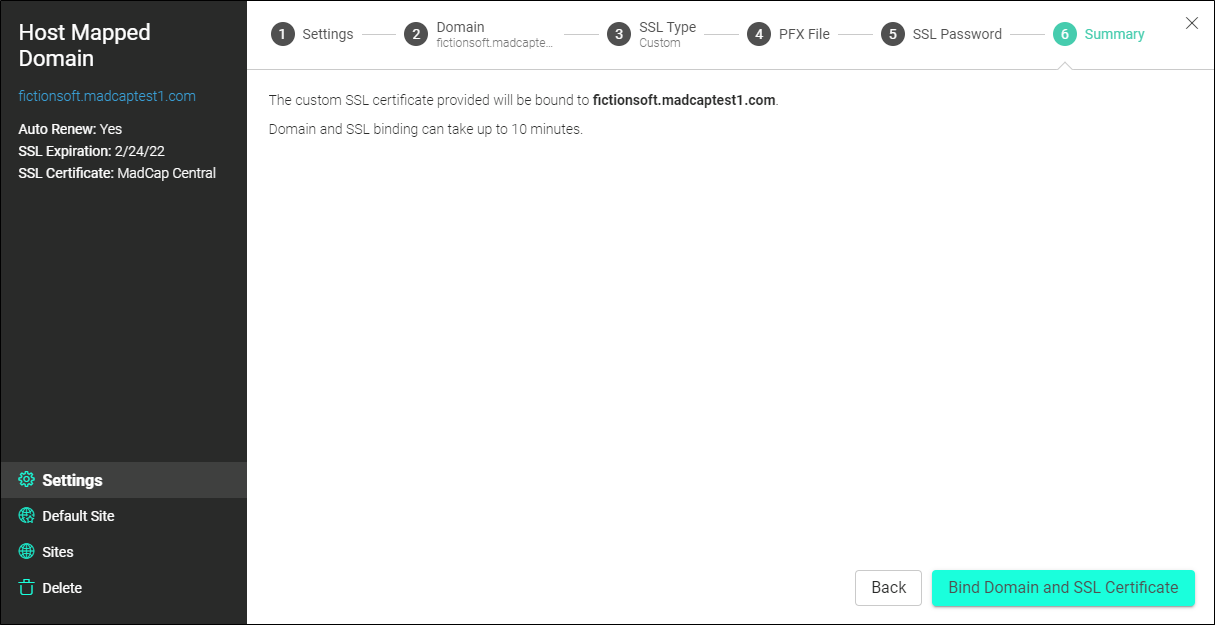 Host Mapped
Domain
fictionsoft.madcaptest1.com
Auto Renew: Yes
SSL Expiration: 2/24/22
SSL Certificate: MadCap Central
Settings
Default Site
Sites
Delete
1 Settings
2 Domain
fictionsoft.madcapte...
3 SSL Type
Custom
4 PFX File
5 SSL Password
6 Summary
The custom SSL certificate provided will be bound to fictionsoft.madcaptest1.com.
Domain and SSL binding can take up to 10 minutes.
Back
Bind Domain and SSL Certificate